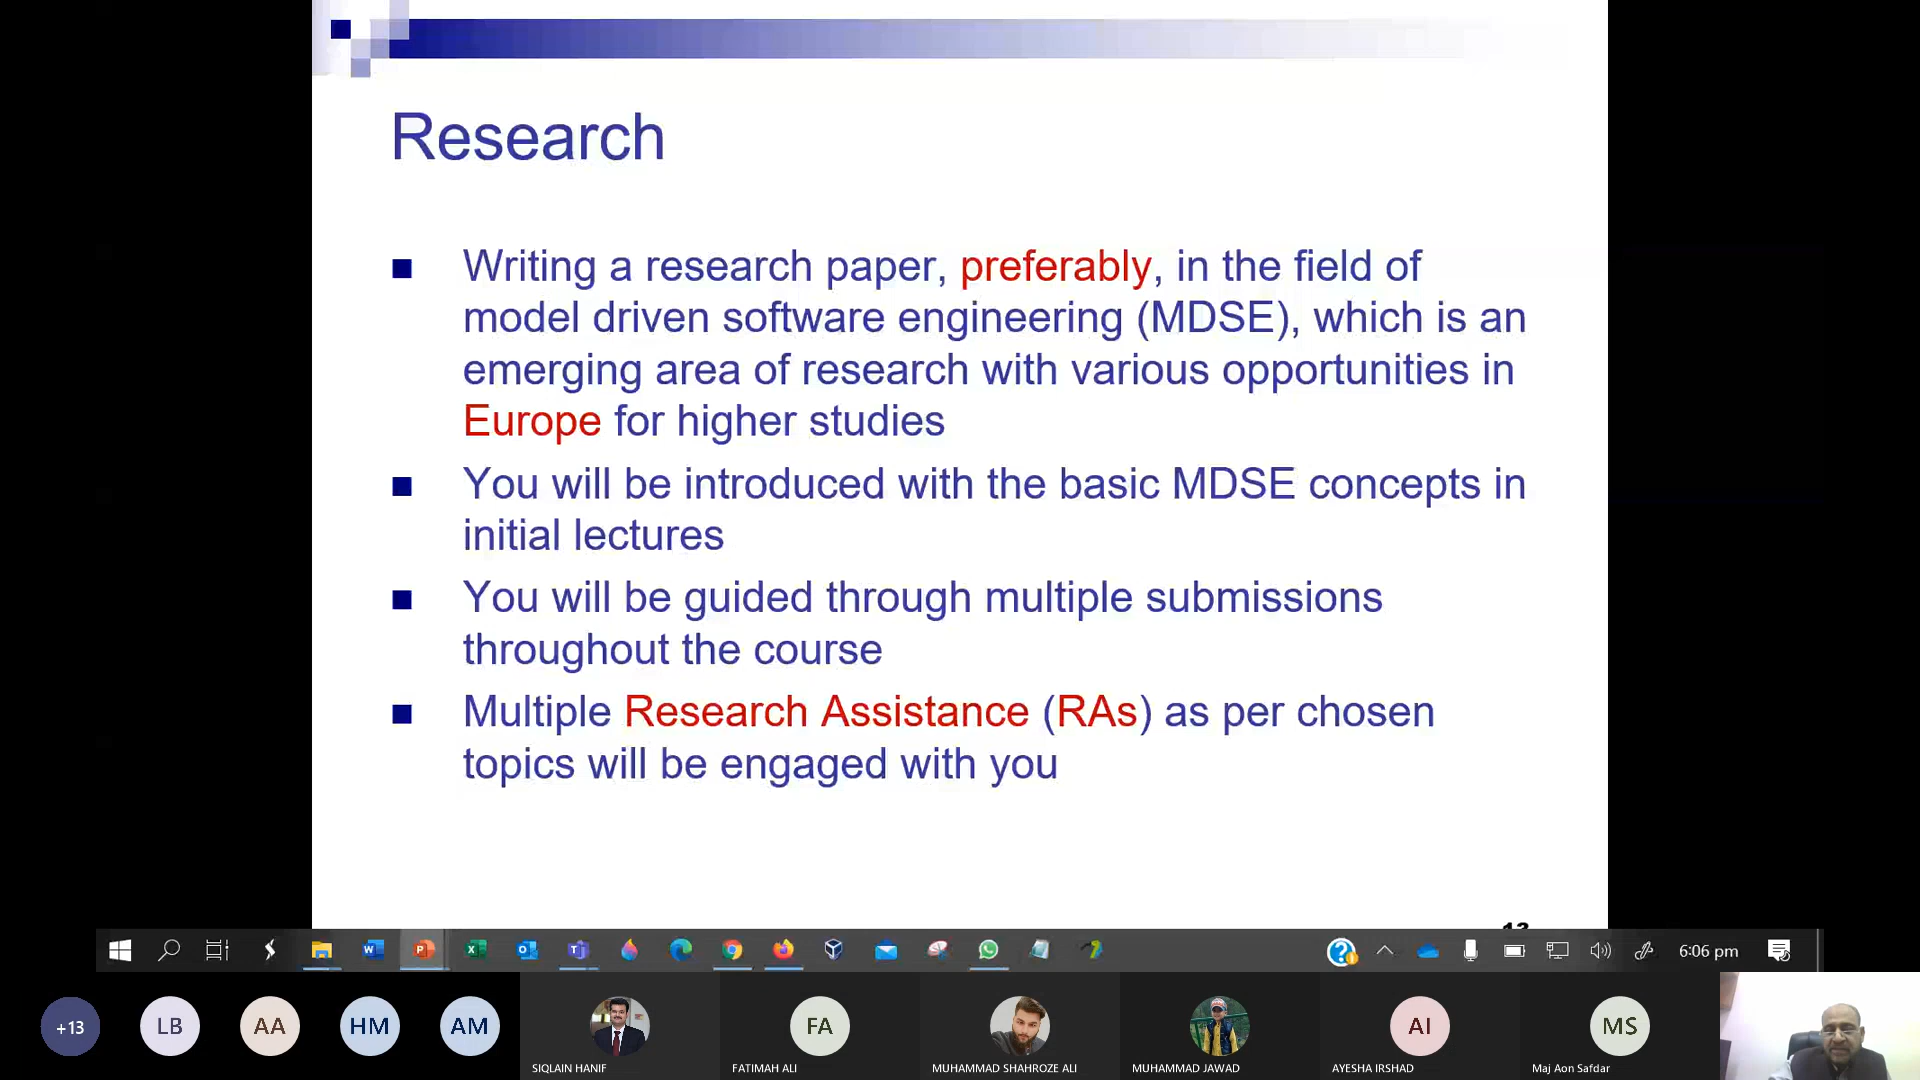 Research
Writing a research paper, preferably, in the field of
model driven software engineering (MDSE), which is an
emerging area of research with various opportunities in
Europe for higher studies
You will be introduced with the basic MDSE concepts in
initial lectures
You will be guided through multiple submissions
throughout the course
Multiple Research Assistance (RAs) as per chosen
topics will be engaged with you
6:06 pm
+13
LB
AA
HM
AM
FA
AI
MS
SIQLAIN HANIF
FATIMAH ALI
MUHAMMAD SHAHROZE ALI
MUHAMMAD JAWAD
AYESHA IRSHAD
Maj Aon Safdar